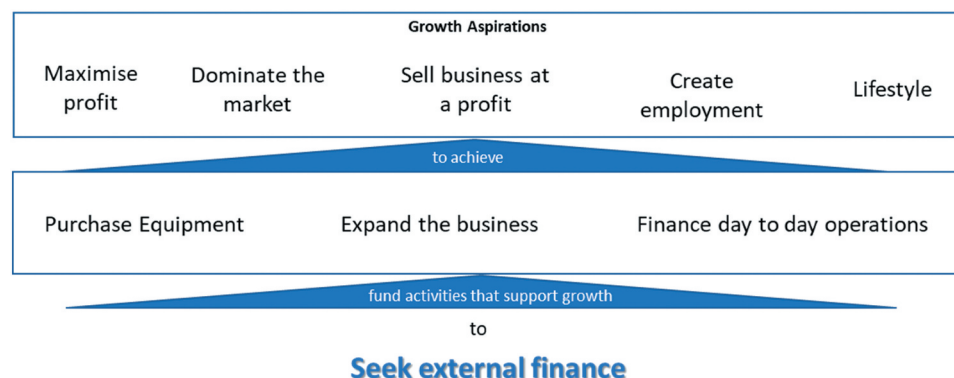 Growth Aspirations
Maximise
profit
Dominate the
market
Sell business at
a profit
Create
employment
Lifestyle
to achieve
Purchase Equipment
Expand the business
Finance day to day operations
fund activities that support growth
to
Seek external finance